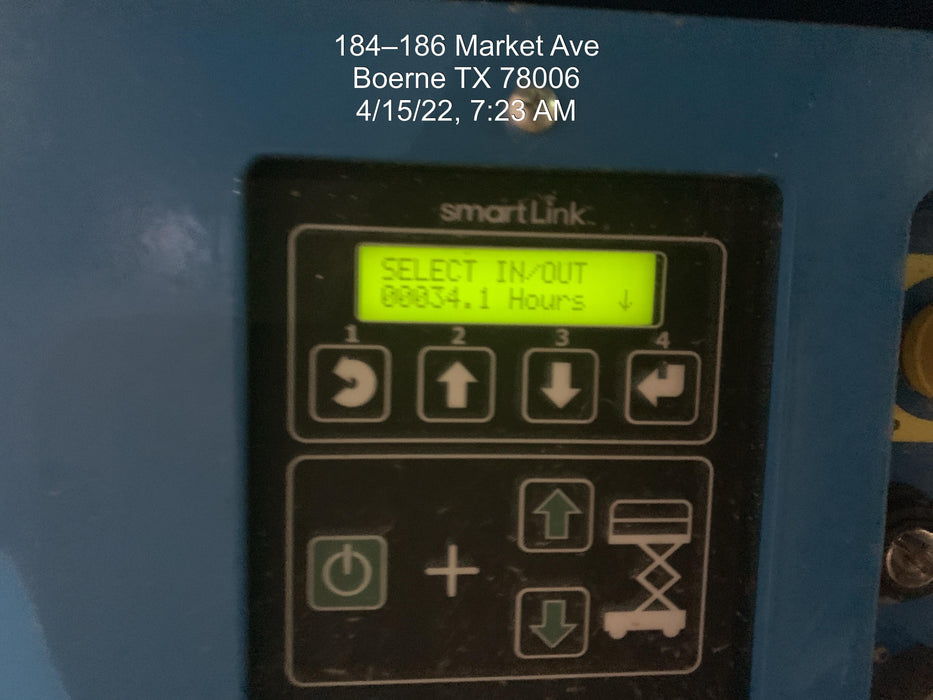 184–186 Market Ave
Boerne TX 78006
4/15/22, 7:23 AM
smartLink
SELECT IN/OUT
00034.1 Hours ↓
1 2 3 4